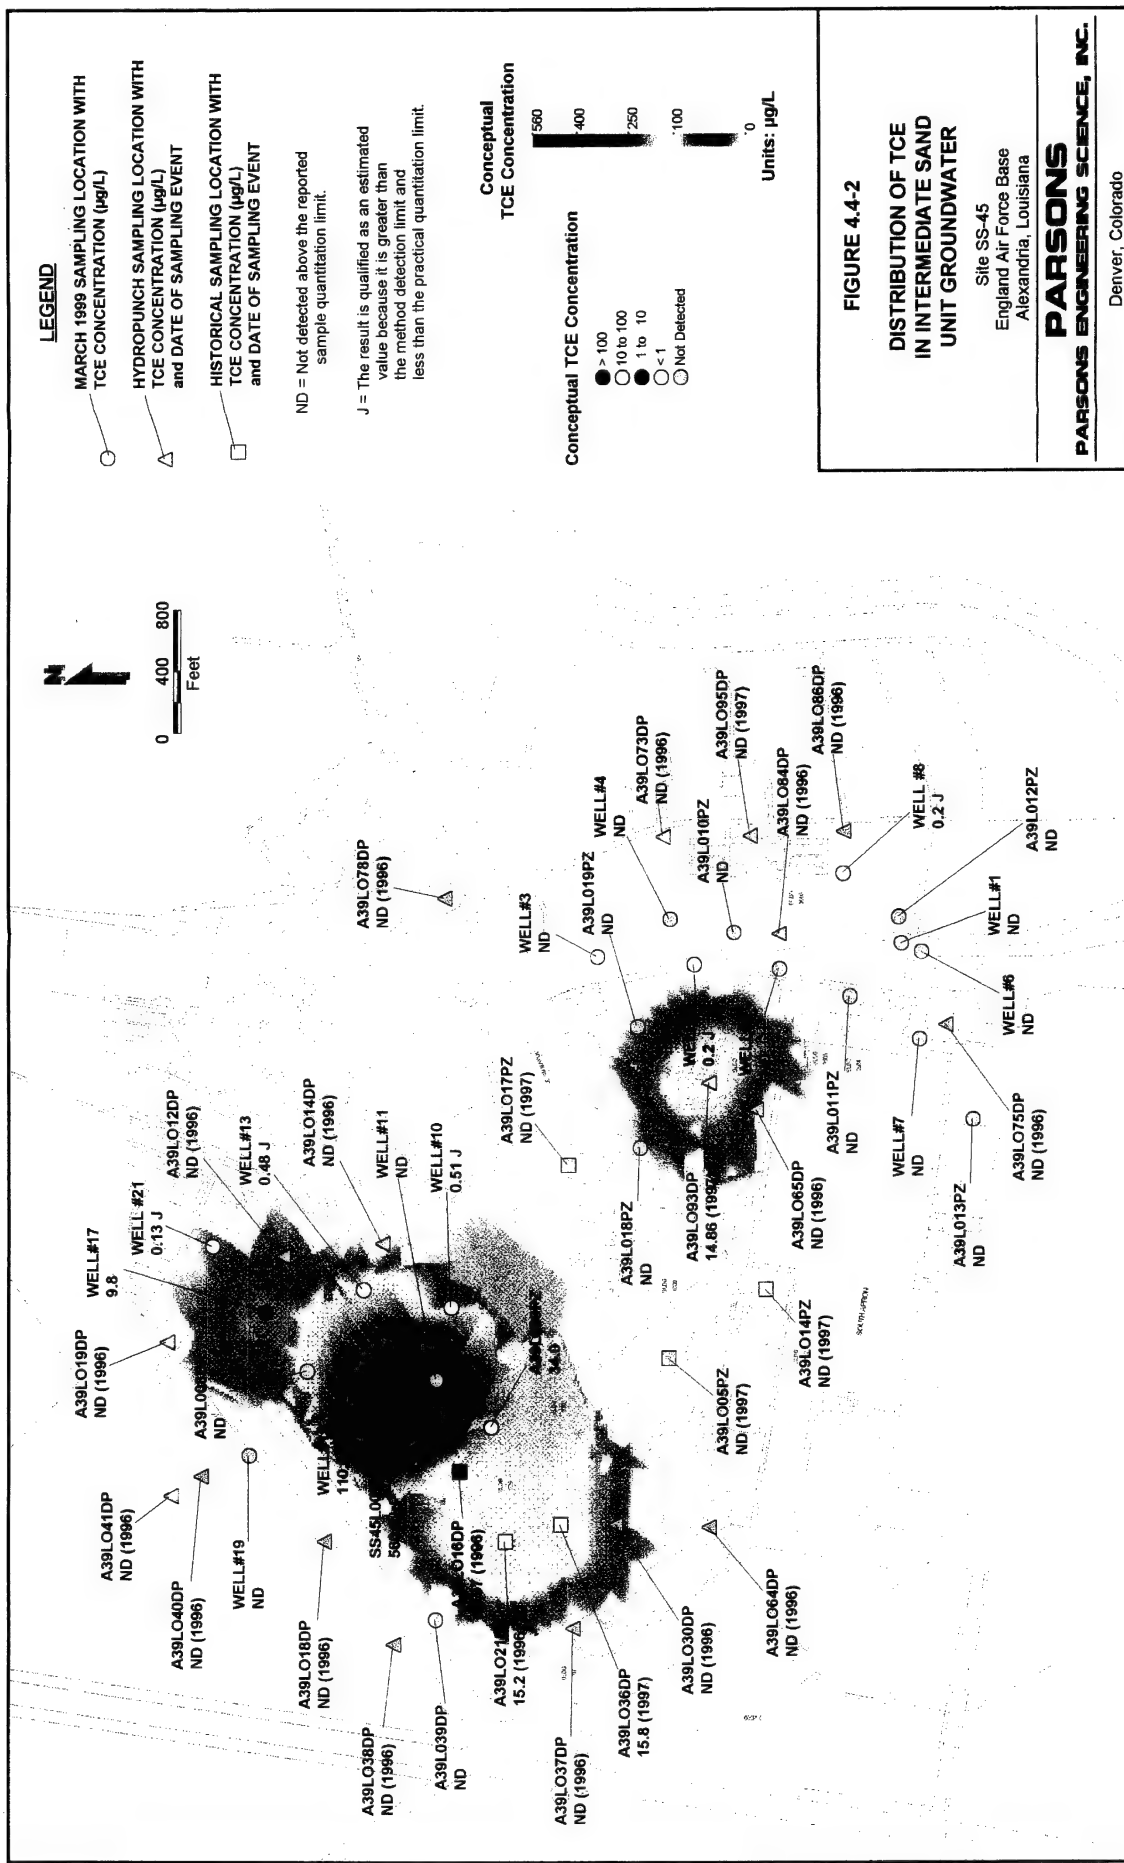 LEGEND
MARCH 1999 SAMPLING LOCATION WITH
TCE CONCENTRATION (µg/L)
HYDROPUNCH SAMPLING LOCATION WITH
TCE CONCENTRATION (µg/L)
and DATE OF SAMPLING EVENT
HISTORICAL SAMPLING LOCATION WITH
TCE CONCENTRATION (µg/L)
and DATE OF SAMPLING EVENT
ND = Not detected above the reported
sample quantitation limit.
J = The result is qualified as an estimated
value because it is greater than
the method detection limit and
less than the practical quantitation limit.
Conceptual
TCE Concentration
560
400
250
100
0
Units: µg/L
Conceptual TCE Concentration
> 100
10 to 100
1 to 10
< 1
Not Detected
FIGURE 4.4-2
DISTRIBUTION OF TCE
IN INTERMEDIATE SAND
UNIT GROUNDWATER
Site SS-45
England Air Force Base
Alexandria, Louisiana
PARSONS
PARSONS ENGINEERING SCIENCE, INC.
Denver, Colorado
N
0 400 800
Feet
A39LO78DP
ND (1996)
WELL#3
ND
A39L019PZ
ND
WELL#4
ND
A39LO73DP
ND (1996)
A39L010PZ
ND
A39LO95DP
ND (1997)
A39LO84DP
ND (1996)
A39LO86DP
ND (1996)
WELL #8
0.2 J
A39L012PZ
ND
WELL#1
ND
WELL#6
ND
A39LO75DP
ND (1996)
WELL#7
ND
A39L013PZ
ND
A39L011PZ
ND
0.2 J
A39LO65DP
ND (1996)
A39LO93DP
14.86 (1997)
A39L018PZ
ND
A39LO17PZ
ND (1997)
A39LO14PZ
ND (1997)
SOUTH APRON
A39LO05PZ
ND (1997)
WELL#10
0.51 J
WELL#11
ND
A39LO14DP
ND (1996)
WELL#13
0.48 J
A39LO12DP
ND (1996)
WELL #21
0.13 J
WELL#17
9.8
A39LO19DP
ND (1996)
ND
A39LO41DP
ND (1996)
A39LO40DP
ND (1996)
WELL#19
ND
A39LO18DP
ND (1996)
A39LO38DP
ND (1996)
A39L039DP
ND
A39LO21
15.2 (1996
A39LO37DP
ND (1996)
A39LO36DP
15.8 (1997)
A39LO30DP
ND (1996)
A39LO64DP
ND (1996)